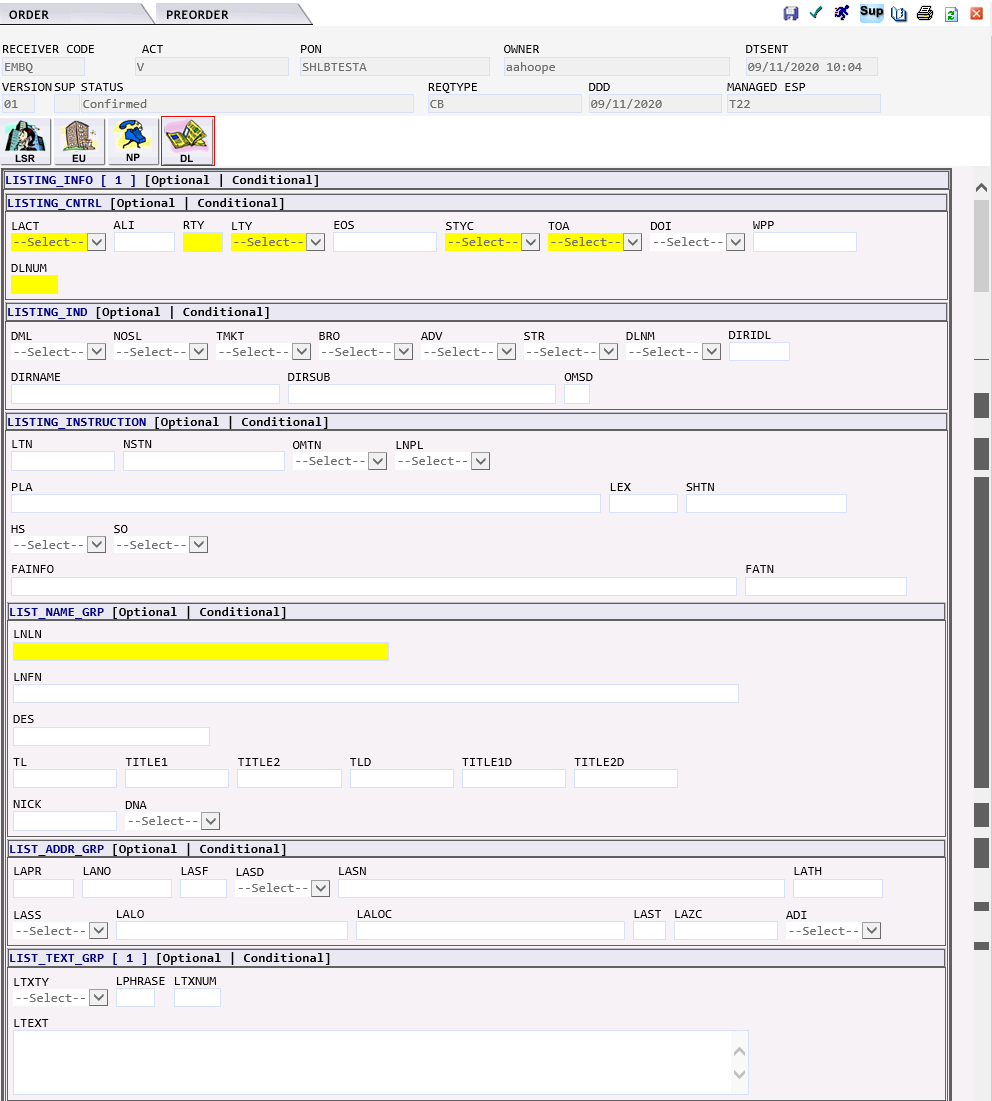 ORDER PREORDER
Sup
RECEIVER CODE ACT PON OWNER DTSENT
EMBQ V SHLBTESTA aahoope 09/11/2020 10:04
VERSION SUP STATUS REQTYPE DDD MANAGED ESP
01 Confirmed CB 09/11/2020 T22
LSR EU NP DL
LISTING_INFO [ 1 ] [Optional | Conditional]
LISTING_CNTRL [Optional | Conditional]
LACT ALI RTY LTY EOS STYC TOA DOI WPP
--Select-- --Select-- --Select-- --Select-- --Select--
DLNUM
LISTING_IND [Optional | Conditional]
DML NOSL TMKT BRO ADV STR DLNM DIRIDL
--Select-- --Select-- --Select-- --Select-- --Select-- --Select-- --Select--
DIRNAME DIRSUB OMSD
LISTING_INSTRUCTION [Optional | Conditional]
LTN NSTN OMTN LNPL
--Select-- --Select--
PLA LEX SHTN
HS SO
--Select-- --Select--
FAINFO FATN
LIST_NAME_GRP [Optional | Conditional]
LNLN
LNFN
DES
TL TITLE1 TITLE2 TLD TITLE1D TITLE2D
NICK DNA
--Select--
LIST_ADDR_GRP [Optional | Conditional]
LAPR LANO LASF LASD LASN LATH
--Select--
LASS LALO LALOC LAST LAZC ADI
--Select-- --Select--
LIST_TEXT_GRP [ 1 ] [Optional | Conditional]
LTXTY LPHRASE LTXNUM
--Select--
LTEXT